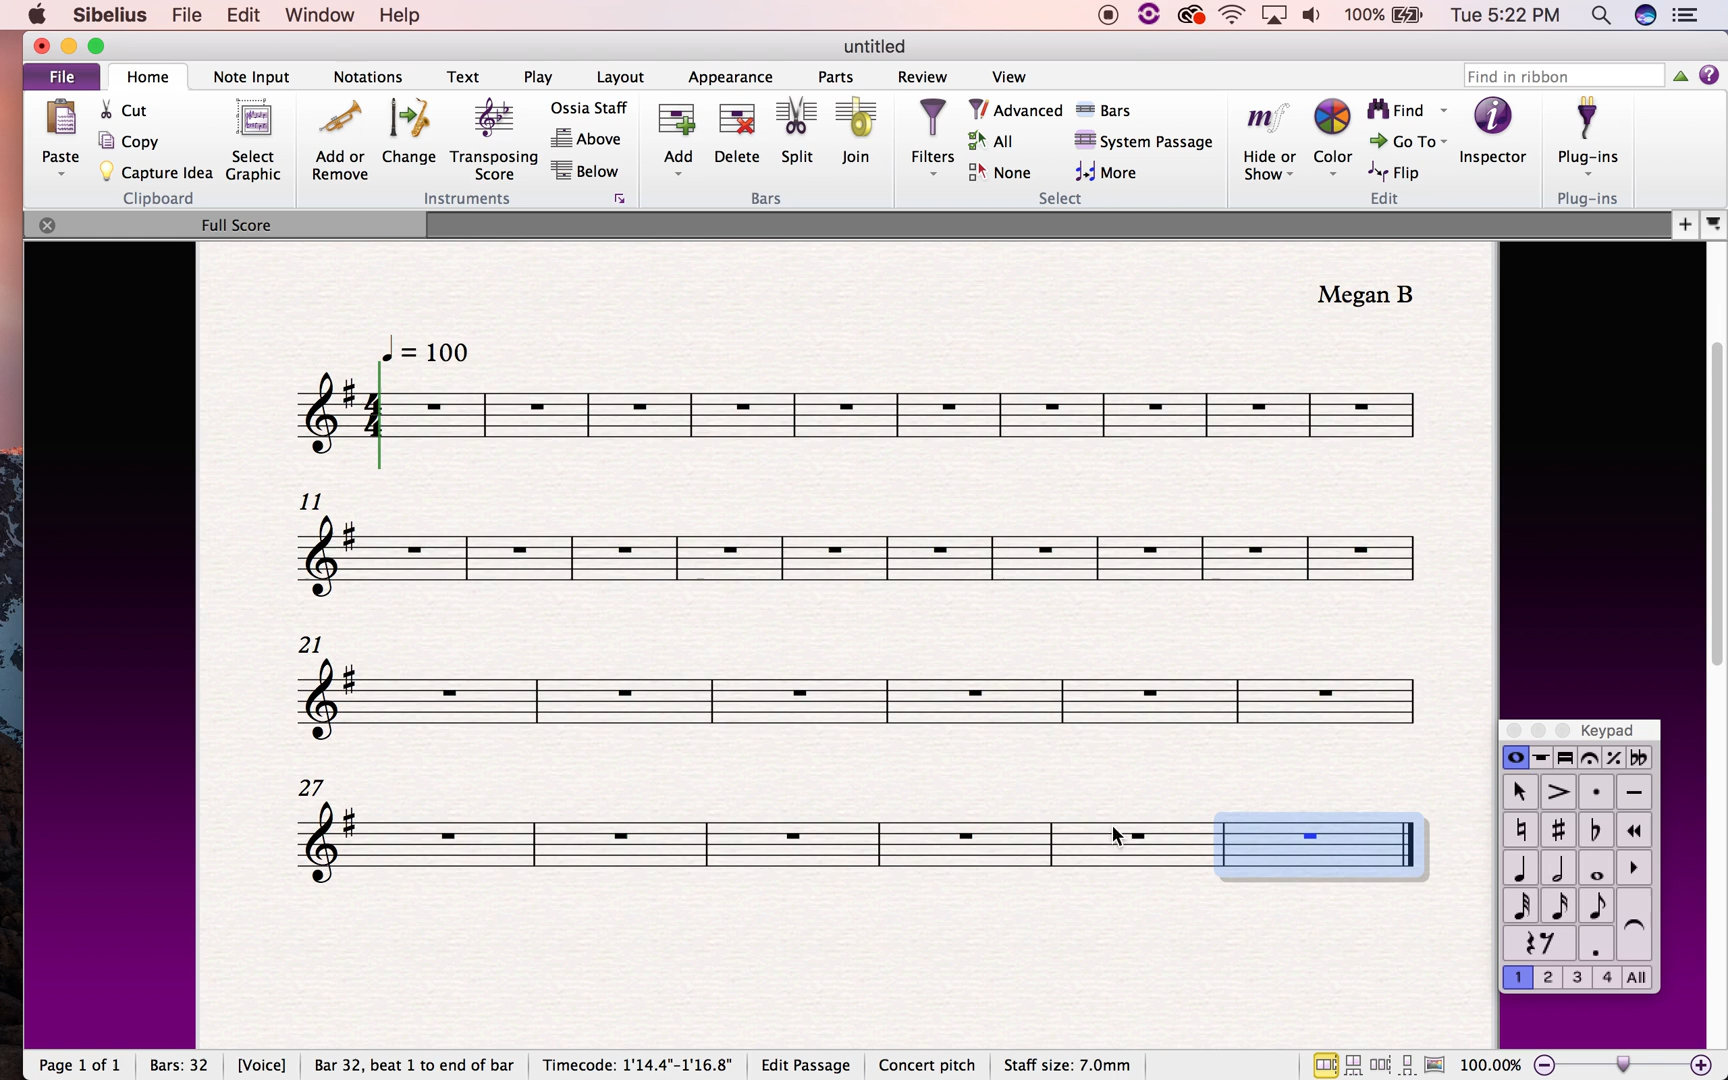 Sibelius File Edit Window Help 100% Tue 5:22 PM
untitled
File Home Note Input Notations Text Play Layout Appearance Parts Review View Find in ribbon
Paste Cut Copy Capture Idea Select Graphic Clipboard
Add or Remove Change Transposing Score Ossia Staff Above Below Instruments
Add Delete Split Join Bars
Filters Advanced All None Bars System Passage More Select
Hide or Show Color Find Go To Flip Inspector Edit
Plug-ins Plug-ins
Full Score
Megan B
= 100
11
21
27
Keypad
1 2 3 4 All
Page 1 of 1 Bars: 32 [Voice] Bar 32, beat 1 to end of bar Timecode: 1'14.4"-1'16.8" Edit Passage Concert pitch Staff size: 7.0mm 100.00%